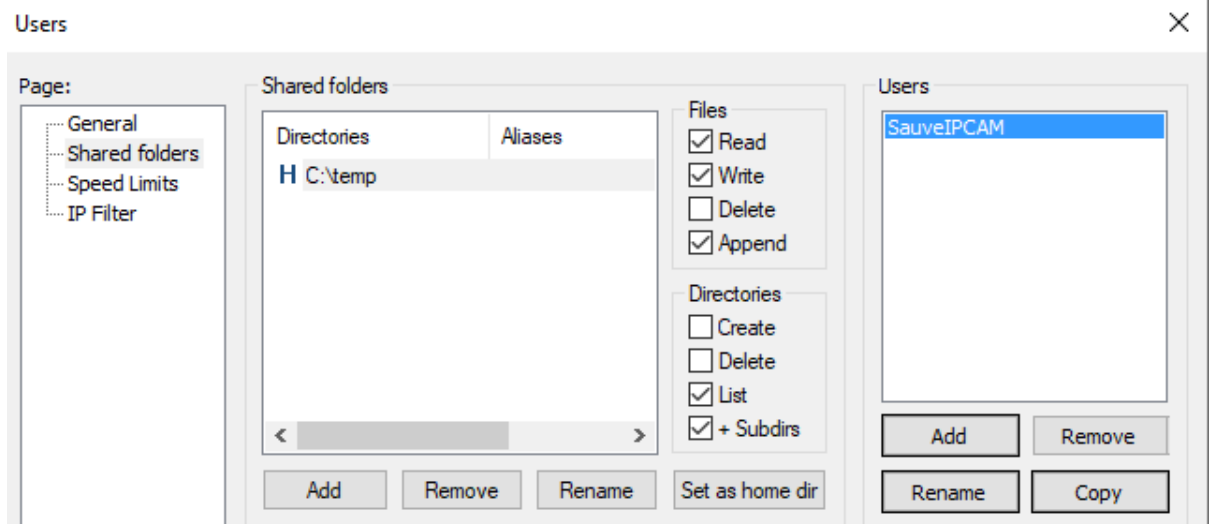 Users
Page:
General
Shared folders
Speed Limits
IP Filter
Shared folders
Directories Aliases
H C:\temp
Add Remove Rename Set as home dir
Files
Read
Write
Delete
Append
Directories
Create
Delete
List
+ Subdirs
Users
SauveIPCAM
Add Remove
Rename Copy